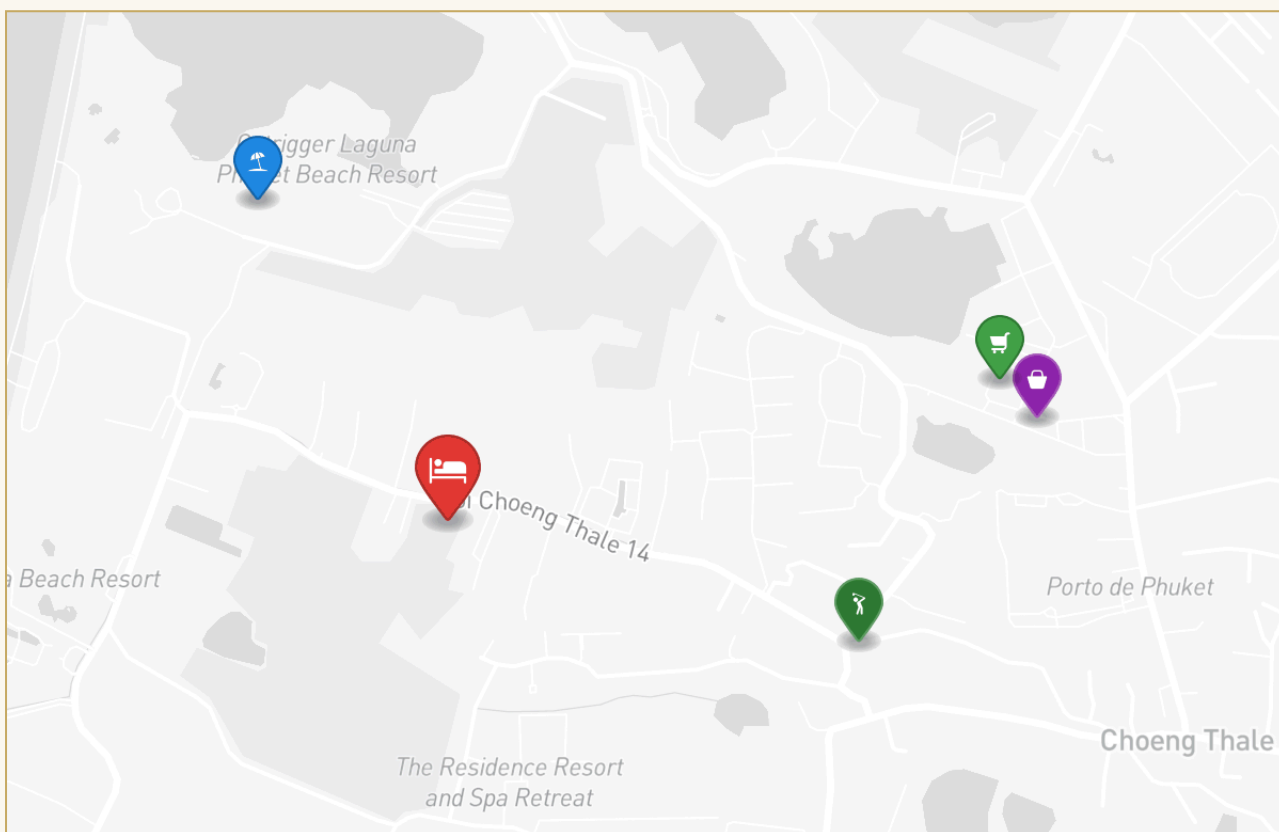 Laguna
Beach Resort
Choeng Thale 14
Beach Resort
Porto de Phuket
Choeng Thale
The Residence Resort
and Spa Retreat